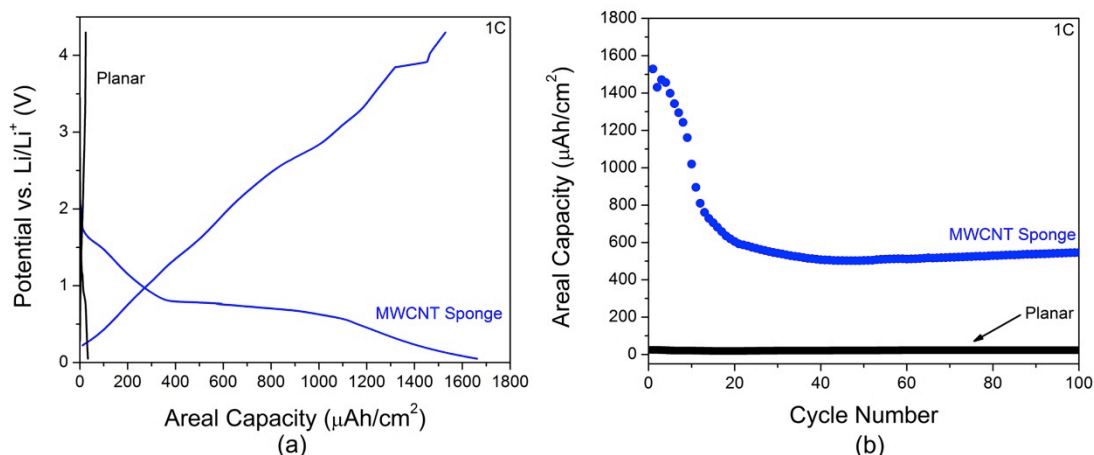 1C
4
3
2
1
0
Planar
MWCNT Sponge
Potential vs. Li/Li⁺ (V)
0 200 400 600 800 1000 1200 1400 1600 1800
Areal Capacity (μAh/cm²)
(a)
1C
1800
1600
1400
1200
1000
800
600
400
200
0
MWCNT Sponge
Planar
Areal Capacity (μAh/cm²)
0 20 40 60 80 100
Cycle Number
(b)